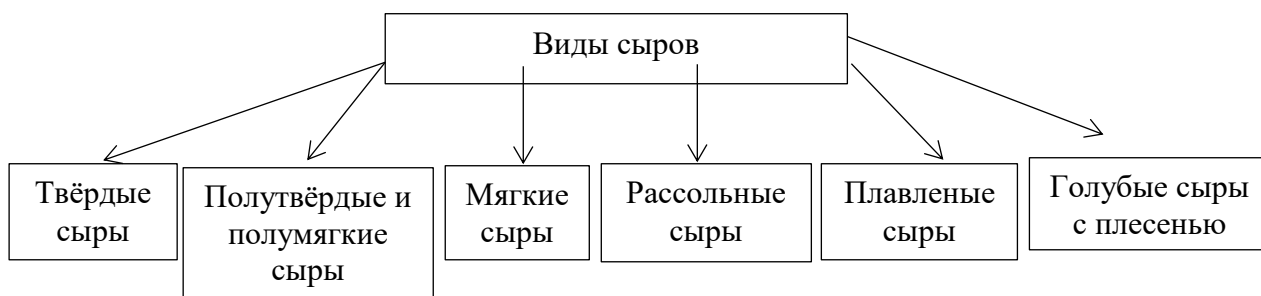 Виды сыров
Твёрдые
сыры
Полутвёрдые и
полумягкие
сыры
Мягкие
сыры
Рассольные
сыры
Плавленые
сыры
Голубые сыры
с плесенью